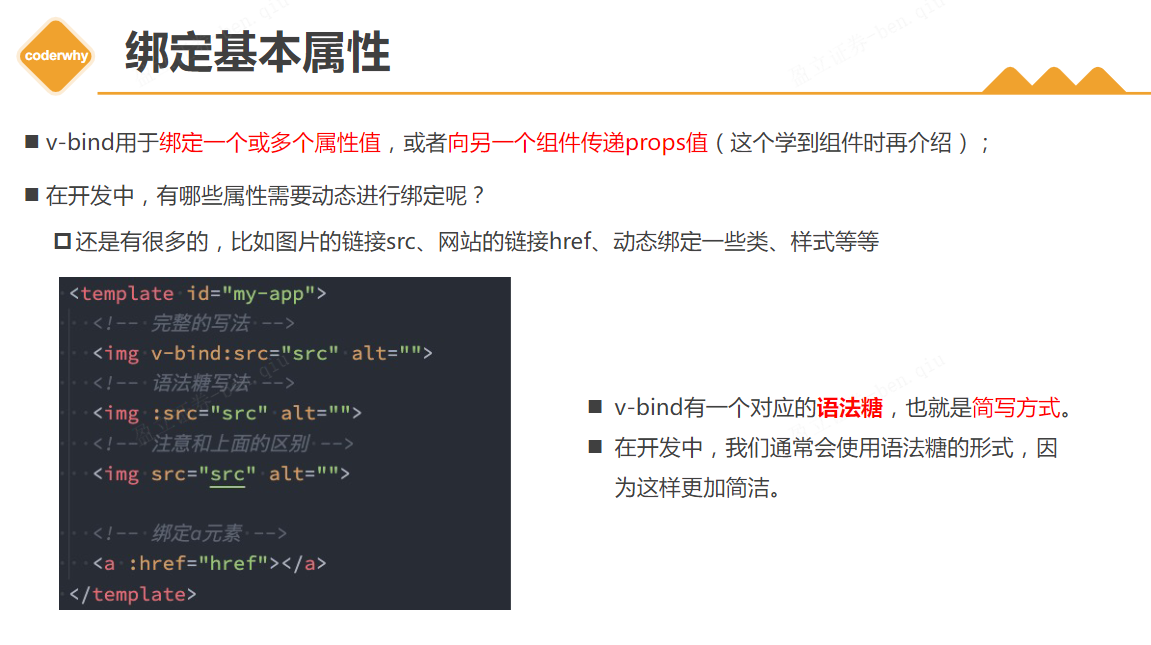 coderwhy
绑定基本属性
v-bind用于绑定一个或多个属性值，或者向另一个组件传递props值（这个学到组件时再介绍）；
在开发中，有哪些属性需要动态进行绑定呢？
还是有很多的，比如图片的链接src、网站的链接href、动态绑定一些类、样式等等
<template id="my-app">
<!-- 完整的写法 -->
<img v-bind:src="src" alt="">
<!-- 语法糖写法 -->
<img :src="src" alt="">
<!-- 注意和上面的区别 -->
<img src="src" alt="">
<!-- 绑定a元素 -->
<a :href="href"></a>
</template>
v-bind有一个对应的语法糖，也就是简写方式。
在开发中，我们通常会使用语法糖的形式，因
为这样更加简洁。